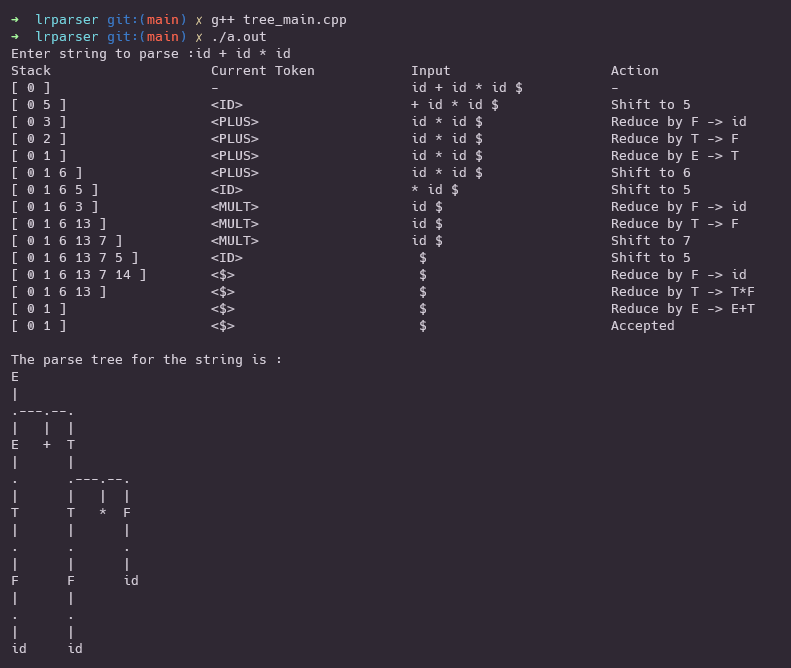 ➜  lrparser git:(main) ✗ g++ tree_main.cpp
➜  lrparser git:(main) ✗ ./a.out
Enter string to parse :id + id * id
Stack                    Current Token            Input                    Action
[ 0 ]                    -                        id + id * id $           -
[ 0 5 ]                  <ID>                     + id * id $              Shift to 5
[ 0 3 ]                  <PLUS>                   id * id $                Reduce by F -> id
[ 0 2 ]                  <PLUS>                   id * id $                Reduce by T -> F
[ 0 1 ]                  <PLUS>                   id * id $                Reduce by E -> T
[ 0 1 6 ]                <PLUS>                   id * id $                Shift to 6
[ 0 1 6 5 ]              <ID>                     * id $                   Shift to 5
[ 0 1 6 3 ]              <MULT>                   id $                     Reduce by F -> id
[ 0 1 6 13 ]             <MULT>                   id $                     Reduce by T -> F
[ 0 1 6 13 7 ]           <MULT>                   id $                     Shift to 7
[ 0 1 6 13 7 5 ]         <ID>                      $                       Shift to 5
[ 0 1 6 13 7 14 ]        <$>                       $                       Reduce by F -> id
[ 0 1 6 13 ]             <$>                       $                       Reduce by T -> T*F
[ 0 1 ]                  <$>                       $                       Reduce by E -> E+T
[ 0 1 ]                  <$>                       $                       Accepted

The parse tree for the string is :
E
|
.---.--.
|   |  |
E   +  T
|      |
.      .---.--.
|      |   |  |
T      T   *  F
|      |      |
.      .      .
|      |      |
F      F      id
|      |
.      .
|      |
id     id